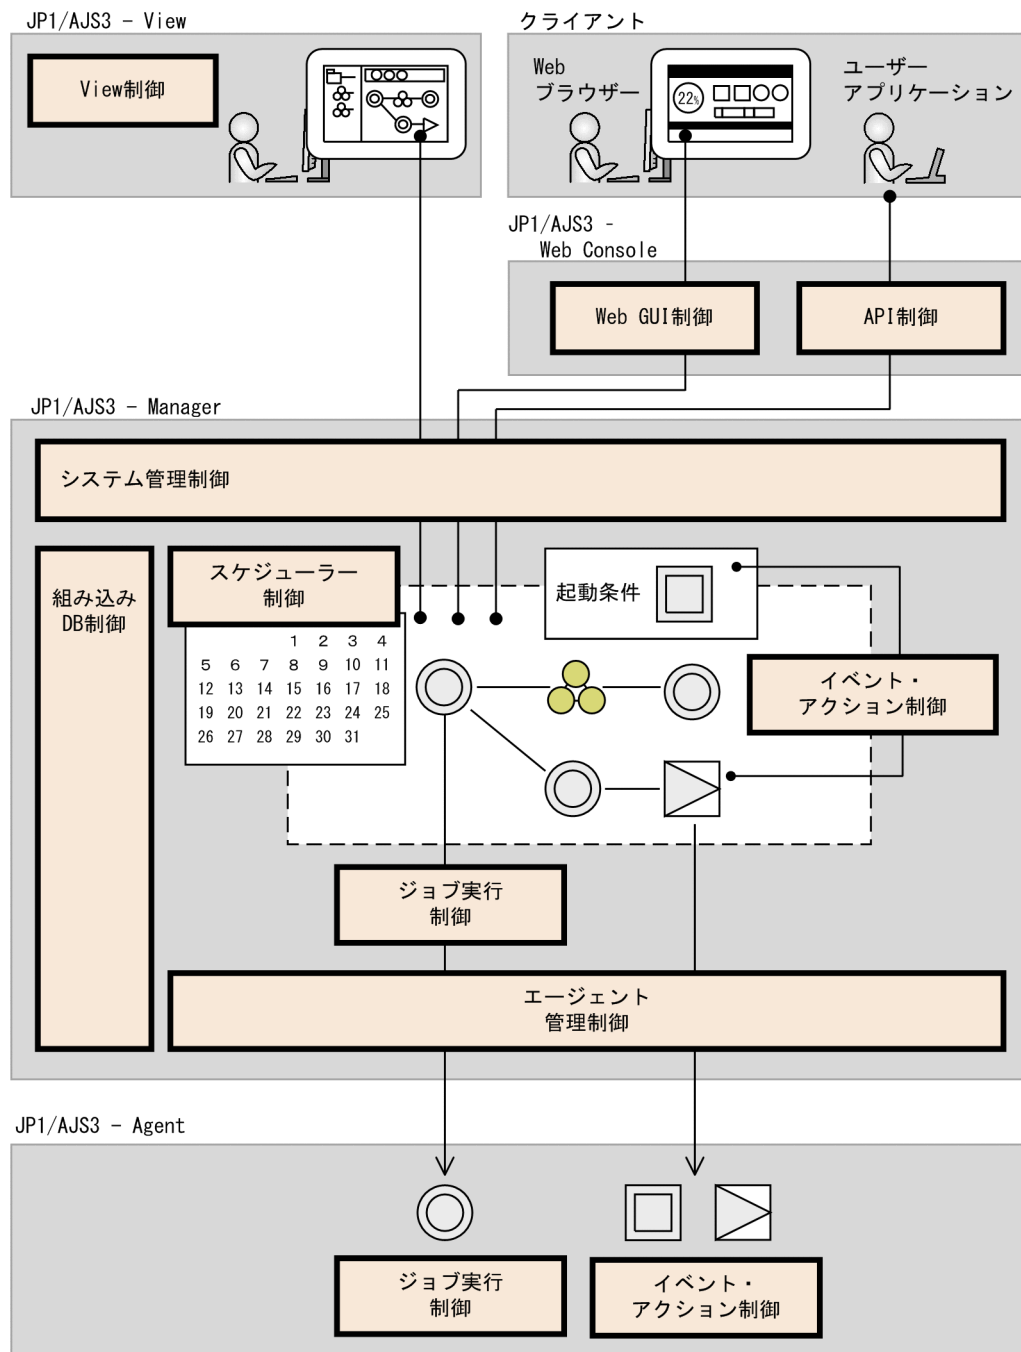 JP1/AJS3 － View
View制御
クライアント
Web
ブラウザー
22%
ユーザー
アプリケーション
JP1/AJS3 -
Web Console
Web GUI制御
API制御
JP1/AJS3 － Manager
システム管理制御
組み込み
DB制御
スケジューラー
制御
1 2 3 4
5 6 7 8 9 10 11
12 13 14 15 16 17 18
19 20 21 22 23 24 25
26 27 28 29 30 31
起動条件
イベント・
アクション制御
ジョブ実行
制御
エージェント
管理制御
JP1/AJS3 － Agent
ジョブ実行
制御
イベント・
アクション制御